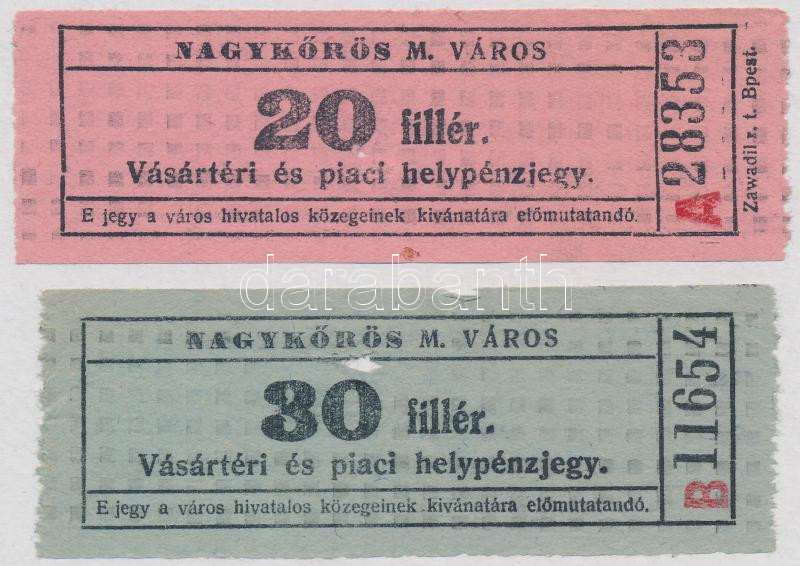 NAGYKŐRÖS M. VÁROS
20 fillér.
Vásártéri és piaci helypénzjegy.
E jegy a város hivatalos közegeinek kivánatára előmutatandó.
A 28353
Zawadil r. t. Bpest.
darabanth
NAGYKŐRÖS M. VÁROS
30 fillér.
Vásártéri és piaci helypénzjegy.
E jegy a város hivatalos közegeinek kivánatára előmutatandó.
B 11654